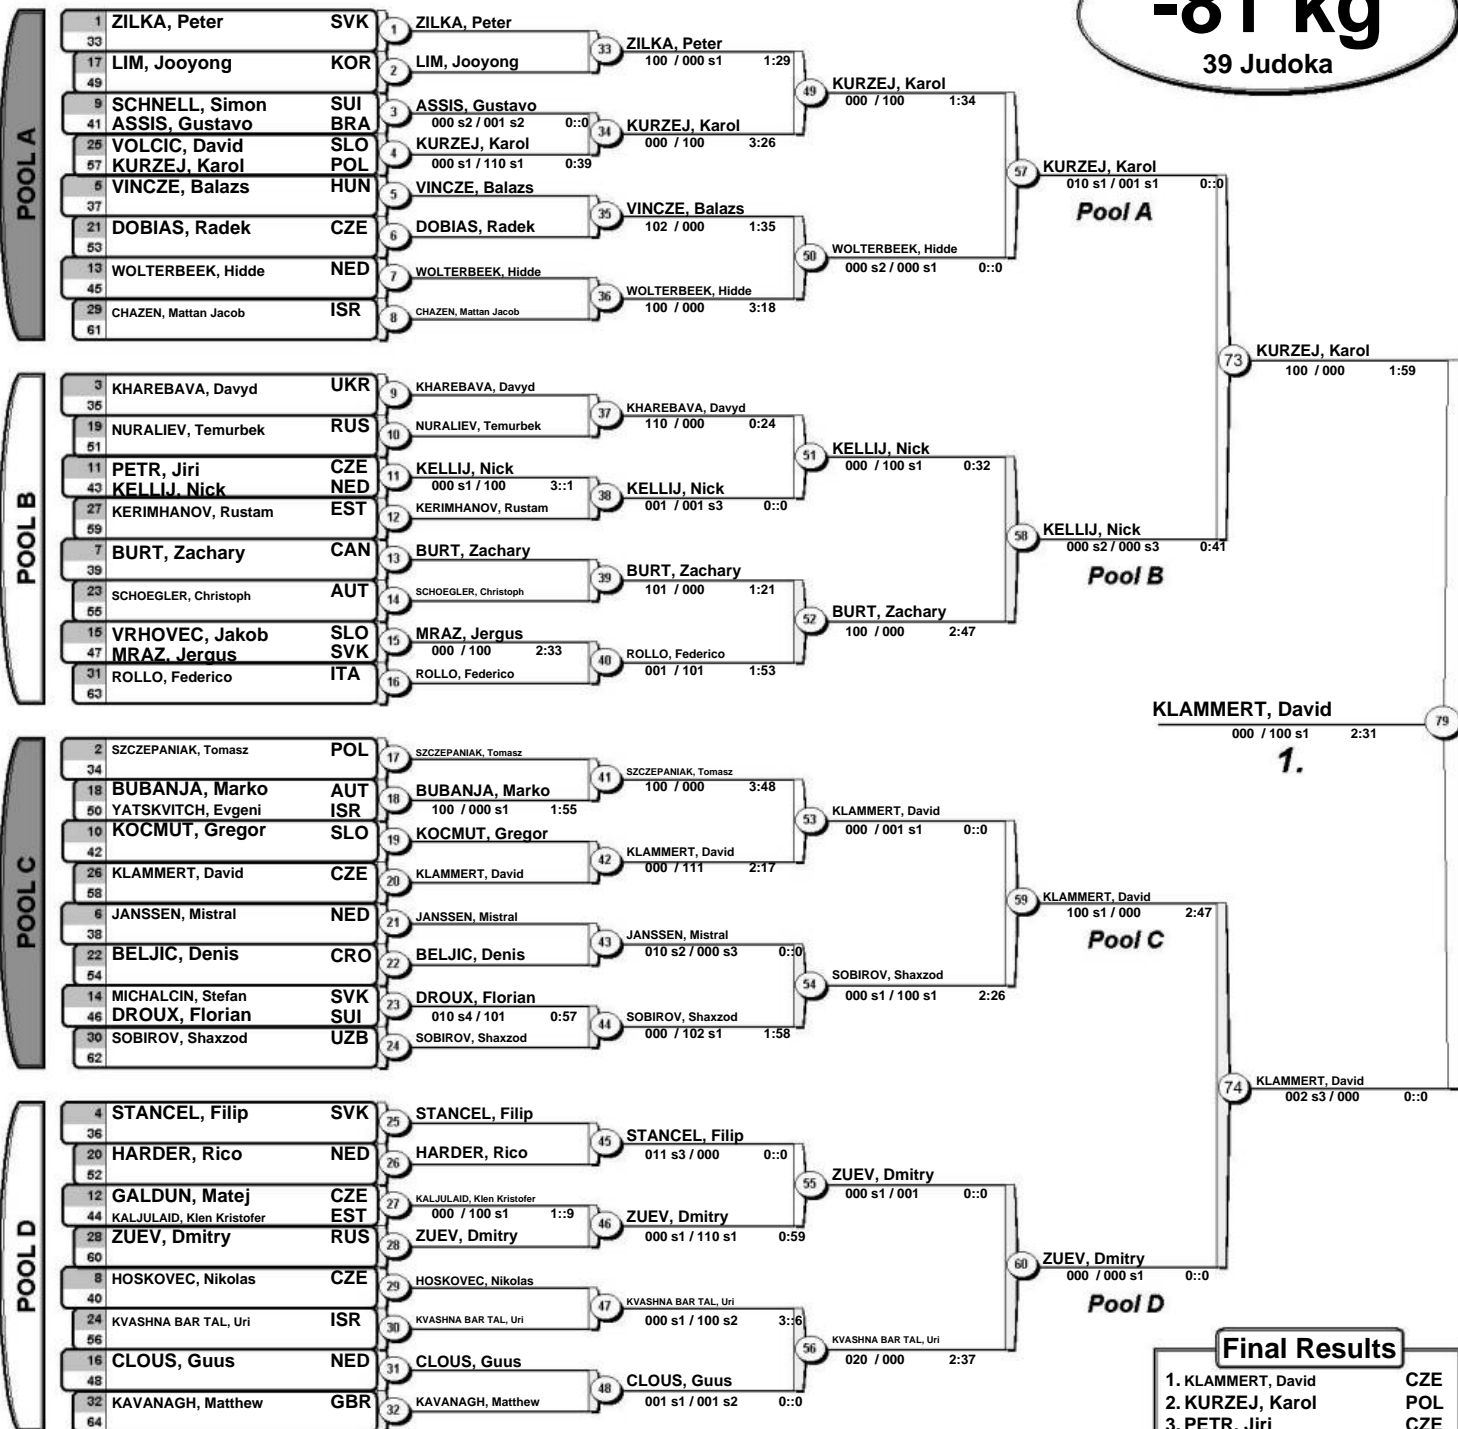 -81 kg
39 Judoka
POOL A
1 ZILKA, Peter SVK
33
17 LIM, Jooyong KOR
49
9 SCHNELL, Simon SUI
41 ASSIS, Gustavo BRA
25 VOLCIC, David SLO
57 KURZEJ, Karol POL
5 VINCZE, Balazs HUN
37
21 DOBIAS, Radek CZE
53
13 WOLTERBEEK, Hidde NED
45
29 CHAZEN, Mattan Jacob ISR
61
1 ZILKA, Peter
2 LIM, Jooyong
3 ASSIS, Gustavo
000 s2 / 001 s2 0::0
4 KURZEJ, Karol
000 s1 / 110 s1 0:39
5 VINCZE, Balazs
6 DOBIAS, Radek
7 WOLTERBEEK, Hidde
8 CHAZEN, Mattan Jacob
33 ZILKA, Peter
100 / 000 s1 1:29
34 KURZEJ, Karol
000 / 100 3:26
35 VINCZE, Balazs
102 / 000 1:35
36 WOLTERBEEK, Hidde
100 / 000 3:18
49 KURZEJ, Karol
000 / 100 1:34
50 WOLTERBEEK, Hidde
000 s2 / 000 s1 0::0
57 KURZEJ, Karol
010 s1 / 001 s1 0::0
Pool A
POOL B
3 KHAREBAVA, Davyd UKR
35
19 NURALIEV, Temurbek RUS
51
11 PETR, Jiri CZE
43 KELLIJ, Nick NED
27 KERIMHANOV, Rustam EST
59
7 BURT, Zachary CAN
39
23 SCHOEGLER, Christoph AUT
55
15 VRHOVEC, Jakob SLO
47 MRAZ, Jergus SVK
31 ROLLO, Federico ITA
63
9 KHAREBAVA, Davyd
10 NURALIEV, Temurbek
11 KELLIJ, Nick
000 s1 / 100 3::1
12 KERIMHANOV, Rustam
13 BURT, Zachary
14 SCHOEGLER, Christoph
15 MRAZ, Jergus
000 / 100 2:33
16 ROLLO, Federico
37 KHAREBAVA, Davyd
110 / 000 0:24
38 KELLIJ, Nick
001 / 001 s3 0::0
39 BURT, Zachary
101 / 000 1:21
40 ROLLO, Federico
001 / 101 1:53
51 KELLIJ, Nick
000 / 100 s1 0:32
52 BURT, Zachary
100 / 000 2:47
58 KELLIJ, Nick
000 s2 / 000 s3 0:41
Pool B
73 KURZEJ, Karol
100 / 000 1:59
KLAMMERT, David 79
000 / 100 s1 2:31
1.
POOL C
2 SZCZEPANIAK, Tomasz POL
34
18 BUBANJA, Marko AUT
50 YATSKVITCH, Evgeni ISR
10 KOCMUT, Gregor SLO
42
26 KLAMMERT, David CZE
58
6 JANSSEN, Mistral NED
38
22 BELJIC, Denis CRO
54
14 MICHALCIN, Stefan SVK
46 DROUX, Florian SUI
30 SOBIROV, Shaxzod UZB
62
17 SZCZEPANIAK, Tomasz
18 BUBANJA, Marko
100 / 000 s1 1:55
19 KOCMUT, Gregor
20 KLAMMERT, David
21 JANSSEN, Mistral
22 BELJIC, Denis
23 DROUX, Florian
010 s4 / 101 0:57
24 SOBIROV, Shaxzod
41 SZCZEPANIAK, Tomasz
100 / 000 3:48
42 KLAMMERT, David
000 / 111 2:17
43 JANSSEN, Mistral
010 s2 / 000 s3 0::0
44 SOBIROV, Shaxzod
000 / 102 s1 1:58
53 KLAMMERT, David
000 / 001 s1 0::0
54 SOBIROV, Shaxzod
000 s1 / 100 s1 2:26
59 KLAMMERT, David
100 s1 / 000 2:47
Pool C
74 KLAMMERT, David
002 s3 / 000 0::0
POOL D
4 STANCEL, Filip SVK
36
20 HARDER, Rico NED
52
12 GALDUN, Matej CZE
44 KALJULAID, Klen Kristofer EST
28 ZUEV, Dmitry RUS
60
8 HOSKOVEC, Nikolas CZE
40
24 KVASHNA BAR TAL, Uri ISR
56
16 CLOUS, Guus NED
48
32 KAVANAGH, Matthew GBR
64
25 STANCEL, Filip
26 HARDER, Rico
27 KALJULAID, Klen Kristofer
000 / 100 s1 1::9
28 ZUEV, Dmitry
29 HOSKOVEC, Nikolas
30 KVASHNA BAR TAL, Uri
31 CLOUS, Guus
32 KAVANAGH, Matthew
45 STANCEL, Filip
011 s3 / 000 0::0
46 ZUEV, Dmitry
000 s1 / 110 s1 0:59
47 KVASHNA BAR TAL, Uri
000 s1 / 100 s2 3::6
48 CLOUS, Guus
001 s1 / 001 s2 0::0
55 ZUEV, Dmitry
000 s1 / 001 0::0
56 KVASHNA BAR TAL, Uri
020 / 000 2:37
60 ZUEV, Dmitry
000 / 000 s1 0::0
Pool D
Final Results
1. KLAMMERT, David CZE
2. KURZEJ, Karol POL
3. PETR, Jiri CZE